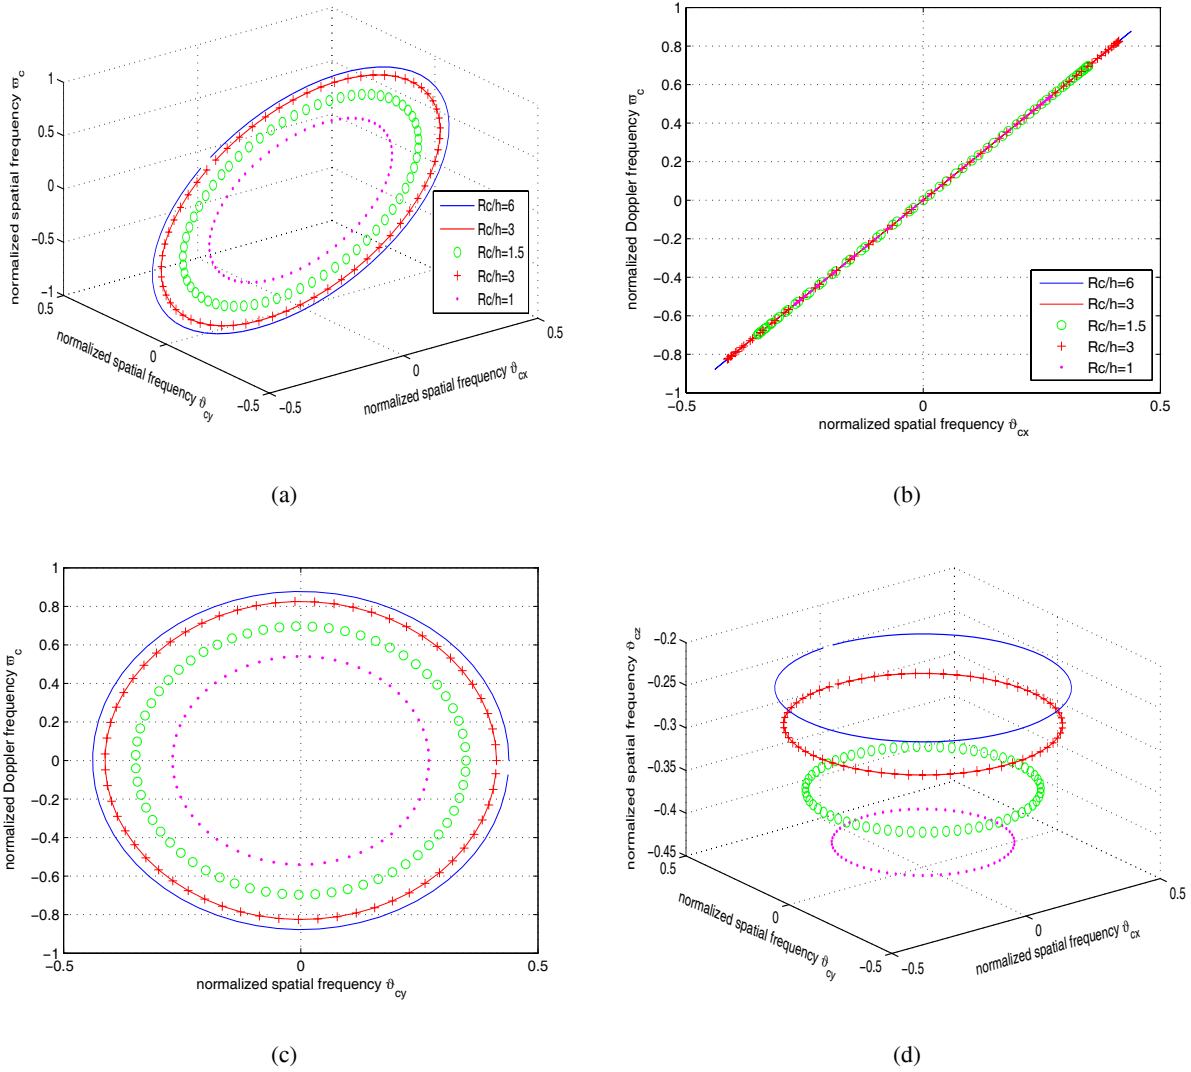 normalized spatial frequency ϖc
1
0.5
0
−0.5
−1
0.5
0
−0.5
−0.5
0
0.5
normalized spatial frequency ϑcy
normalized spatial frequency ϑcx
Rc/h=6
Rc/h=3
Rc/h=1.5
Rc/h=3
Rc/h=1
(a)
normalized Doppler frequency ϖc
1
0.8
0.6
0.4
0.2
0
−0.2
−0.4
−0.6
−0.8
−1
−0.5
0
0.5
normalized spatial frequency ϑcx
Rc/h=6
Rc/h=3
Rc/h=1.5
Rc/h=3
Rc/h=1
(b)
normalized Doppler frequency ϖc
1
0.8
0.6
0.4
0.2
0
−0.2
−0.4
−0.6
−0.8
−1
−0.5
0
0.5
normalized spatial frequency ϑcy
(c)
normalized spatial frequency ϑcz
−0.2
−0.25
−0.3
−0.35
−0.4
−0.45
0.5
0
−0.5
−0.5
0
0.5
normalized spatial frequency ϑcy
normalized spatial frequency ϑcx
(d)